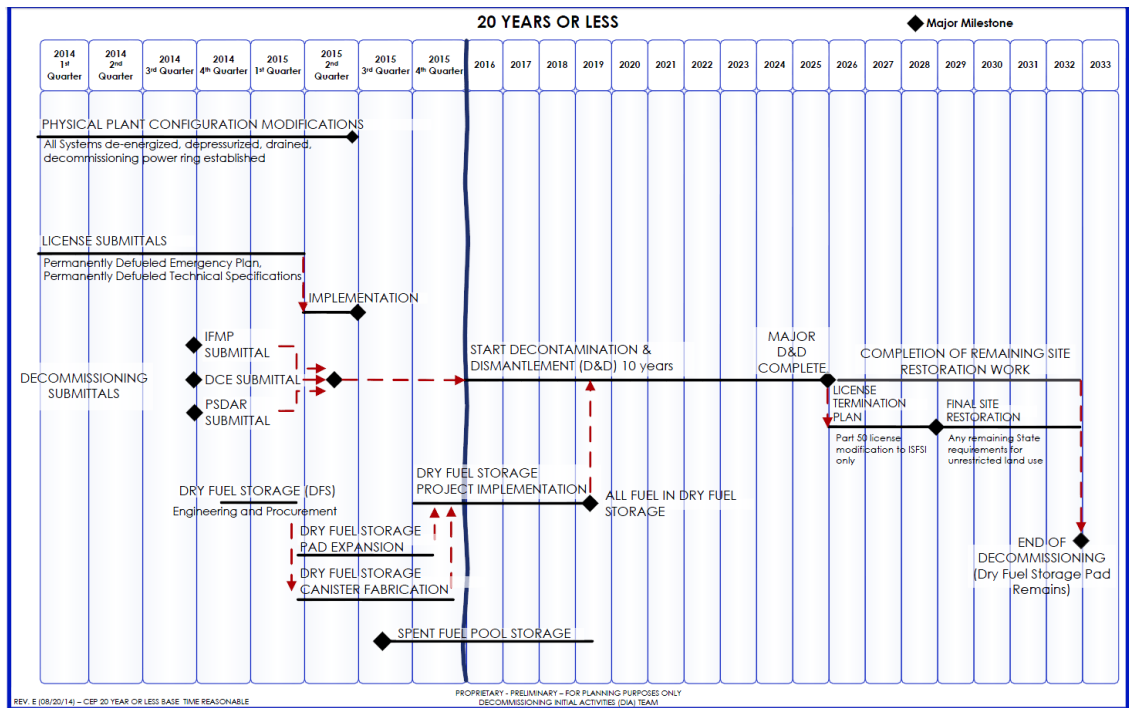 20 YEARS OR LESS
Major Milestone
2014
1st
Quarter
2014
2nd
Quarter
2014
3rd Quarter
2014
4th Quarter
2015
1st Quarter
2015
2nd
Quarter
2015
3rd Quarter
2015
4th Quarter
2016
2017
2018
2019
2020
2021
2022
2023
2024
2025
2026
2027
2028
2029
2030
2031
2032
2033
PHYSICAL PLANT CONFIGURATION MODIFICATIONS
All Systems de-energized, depressurized, drained,
decommissioning power ring established
LICENSE SUBMITTALS
Permanently Defueled Emergency Plan,
Permanently Defueled Technical Specifications
IMPLEMENTATION
DECOMMISSIONING
SUBMITTALS
IFMP
SUBMITTAL
DCE SUBMITTAL
PSDAR
SUBMITTAL
START DECONTAMINATION &
DISMANTLEMENT (D&D) 10 years
MAJOR
D&D
COMPLETE
COMPLETION OF REMAINING SITE
RESTORATION WORK
LICENSE
TERMINATION
PLAN
Part 50 license
modification to ISFSI
only
FINAL SITE
RESTORATION
Any remaining State
requirements for
unrestricted land use
DRY FUEL STORAGE (DFS)
Engineering and Procurement
DRY FUEL STORAGE
PROJECT IMPLEMENTATION
ALL FUEL IN DRY FUEL
STORAGE
DRY FUEL STORAGE
PAD EXPANSION
DRY FUEL STORAGE
CANISTER FABRICATION
END OF
DECOMMISSIONING
(Dry Fuel Storage Pad
Remains)
SPENT FUEL POOL STORAGE
REV. E (08/20/14) – CEP 20 YEAR OR LESS BASE TIME REASONABLE
PROPRIETARY - PRELIMINARY – FOR PLANNING PURPOSES ONLY
DECOMMISSIONING INITIAL ACTIVITIES (DIA) TEAM